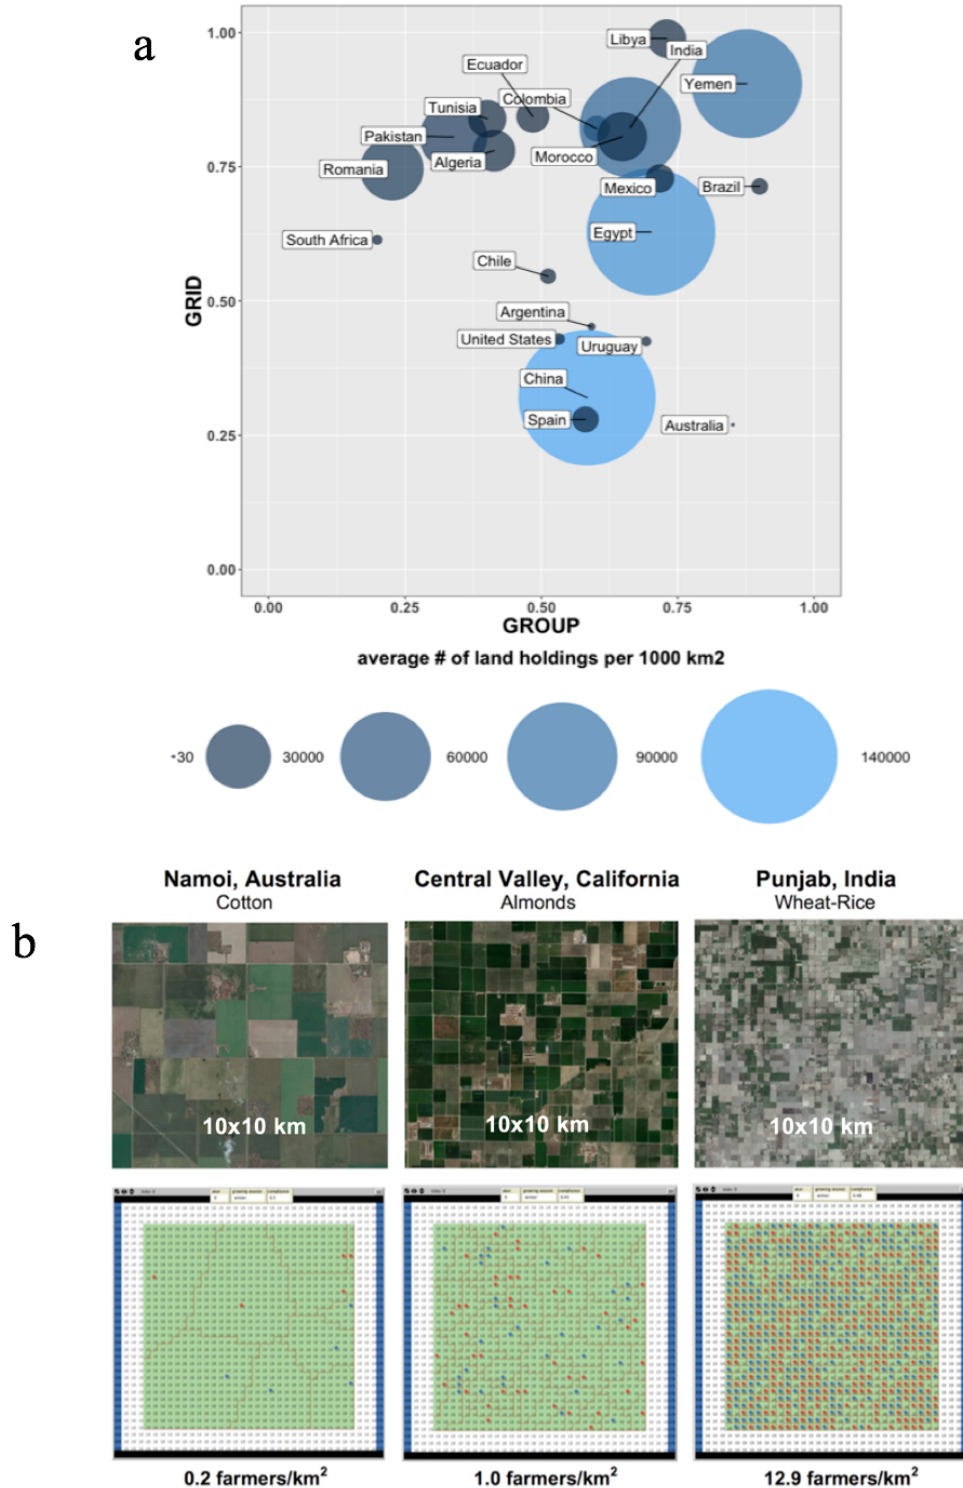 a
1.00
0.75
0.50
0.25
0.00
GRID
Libya
India
Ecuador
Yemen
Colombia
Tunisia
Pakistan
Morocco
Algeria
Romania
Mexico
Brazil
Egypt
South Africa
Chile
Argentina
United States
Uruguay
China
Spain
Australia
0.00 0.25 0.50 0.75 1.00
GROUP
average # of land holdings per 1000 km2
30 30000 60000 90000 140000
b
Namoi, Australia Central Valley, California Punjab, India
Cotton Almonds Wheat-Rice
10x10 km 10x10 km 10x10 km
0.2 farmers/km² 1.0 farmers/km² 12.9 farmers/km²